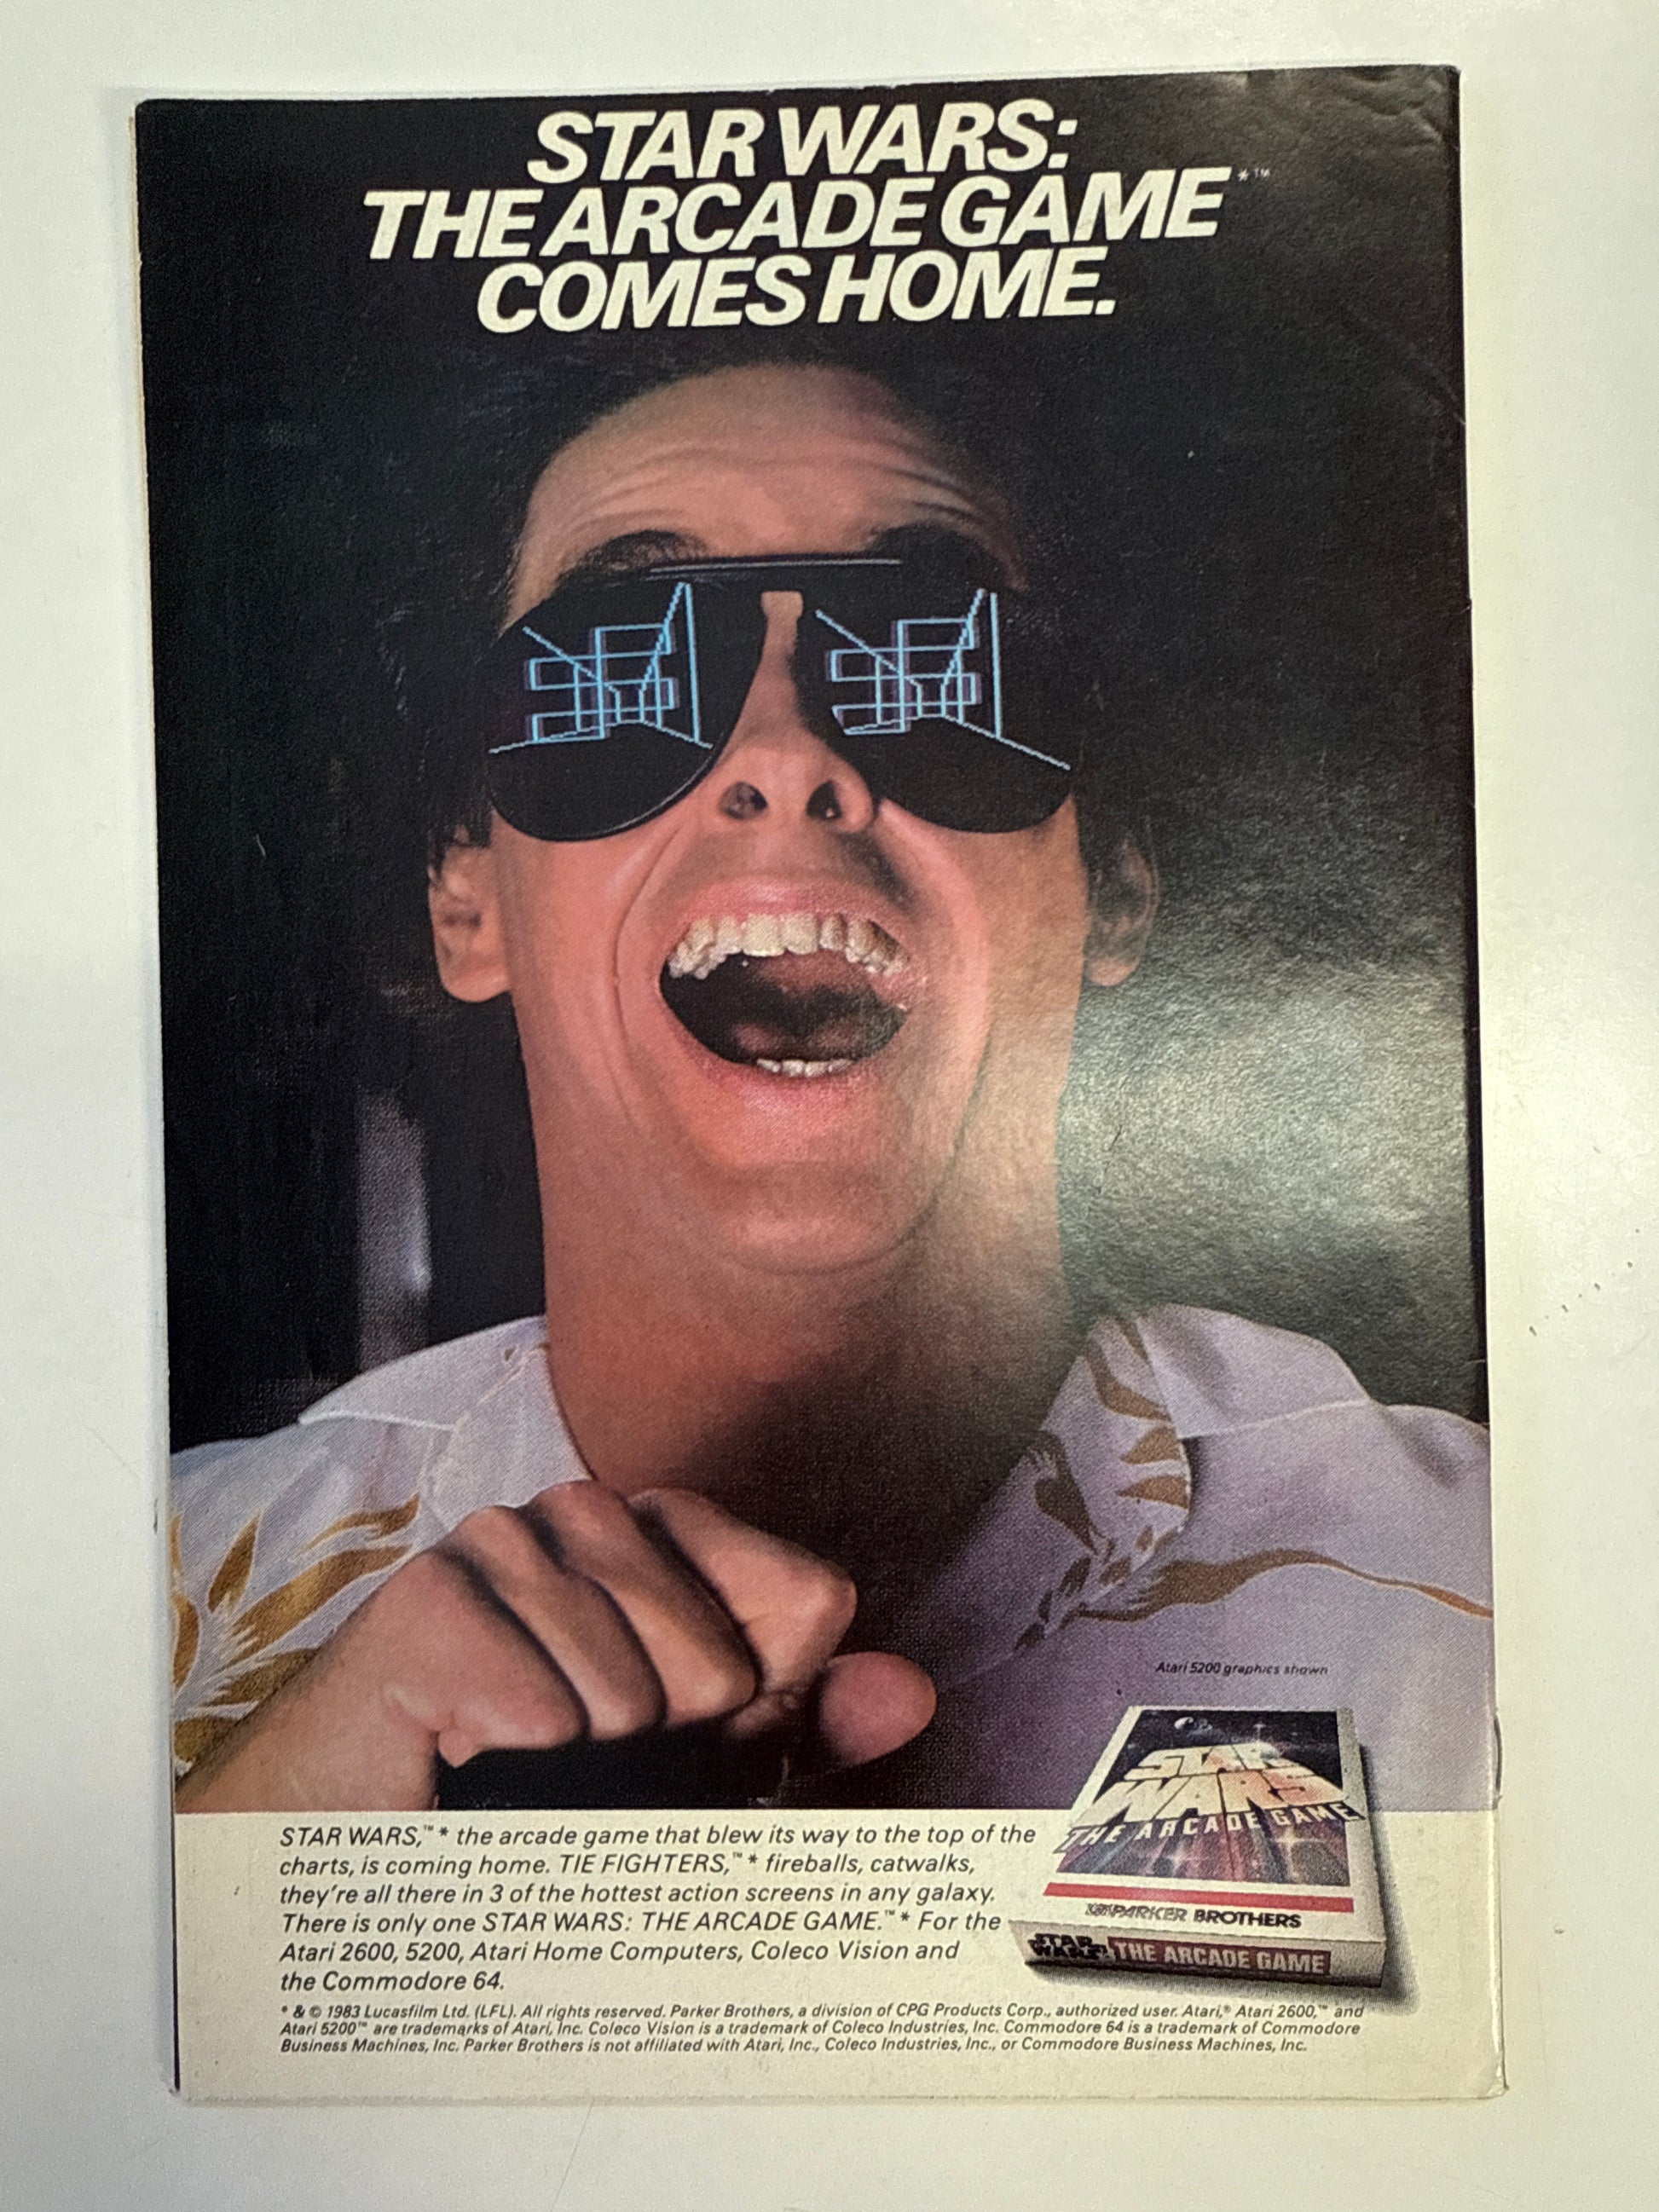 STAR WARS:
THE ARCADE GAME*™
COMES HOME.
Atari 5200 graphics shown
STAR WARS
THE ARCADE GAME
PARKER BROTHERS
STAR WARS THE ARCADE GAME
STAR WARS,™* the arcade game that blew its way to the top of the
charts, is coming home. TIE FIGHTERS,™* fireballs, catwalks,
they're all there in 3 of the hottest action screens in any galaxy.
There is only one STAR WARS: THE ARCADE GAME.™* For the
Atari 2600, 5200, Atari Home Computers, Coleco Vision and
the Commodore 64.
* & © 1983 Lucasfilm Ltd. (LFL). All rights reserved. Parker Brothers, a division of CPG Products Corp., authorized user. Atari,® Atari 2600,™ and
Atari 5200™ are trademarks of Atari, Inc. Coleco Vision is a trademark of Coleco Industries, Inc. Commodore 64 is a trademark of Commodore
Business Machines, Inc. Parker Brothers is not affiliated with Atari, Inc., Coleco Industries, Inc., or Commodore Business Machines, Inc.